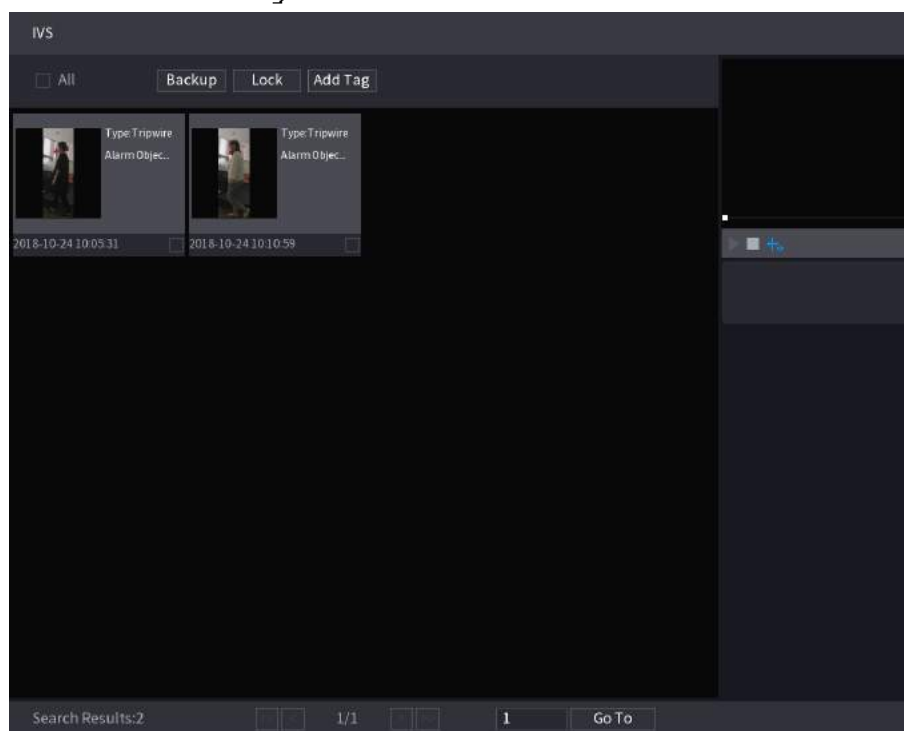 IVS
All Backup Lock Add Tag
Type:Tripwire
Alarm Objec...
2018-10-24 10:05:31
Type:Tripwire
Alarm Objec...
2018-10-24 10:10:59
Search Results:2 1/1 1 Go To